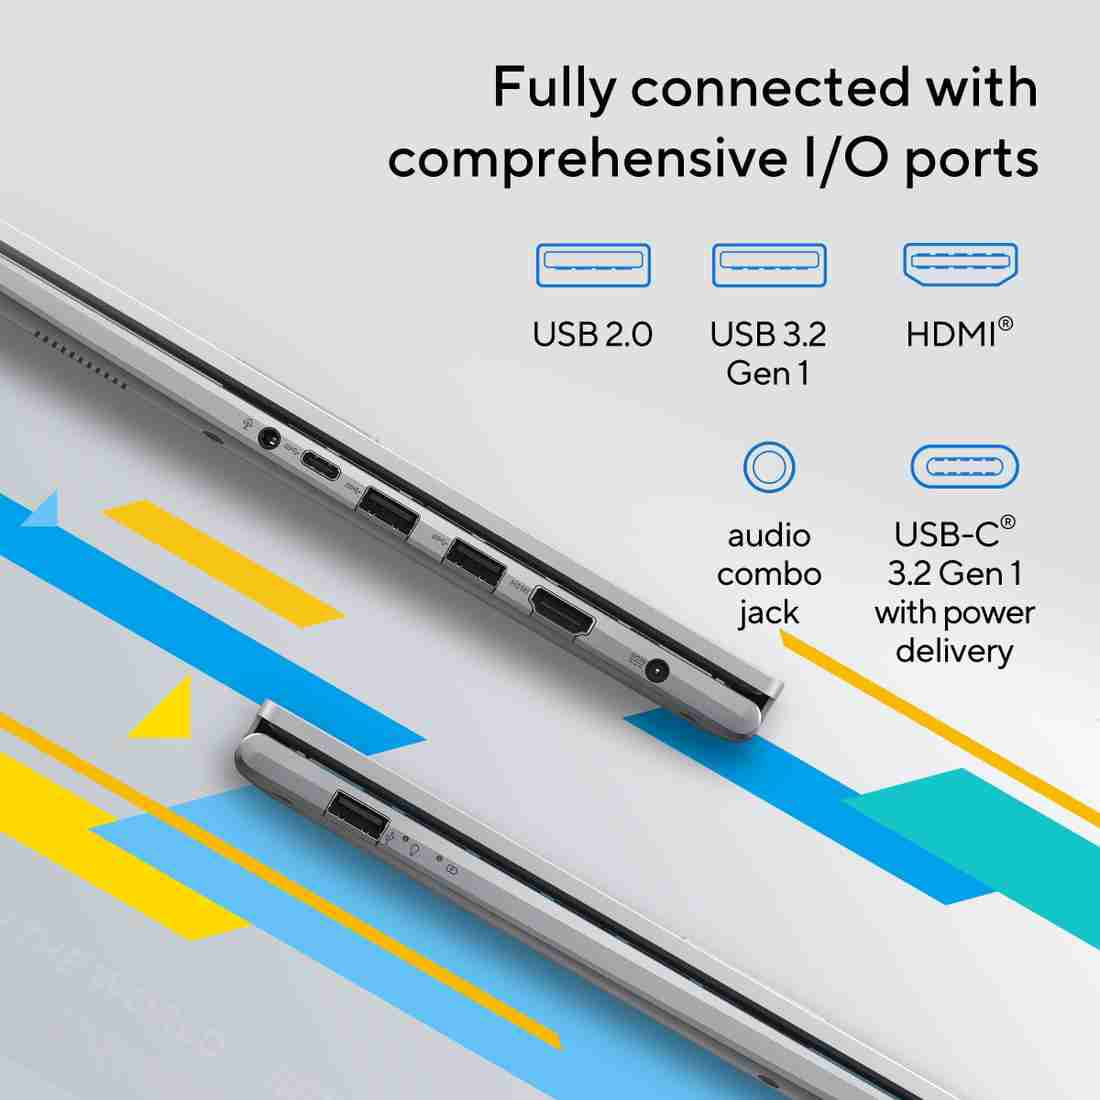 Fully connected with
comprehensive I/O ports
USB 2.0
USB 3.2
Gen 1
HDMI®
audio
combo
jack
USB-C®
3.2 Gen 1
with power
delivery
HDMI